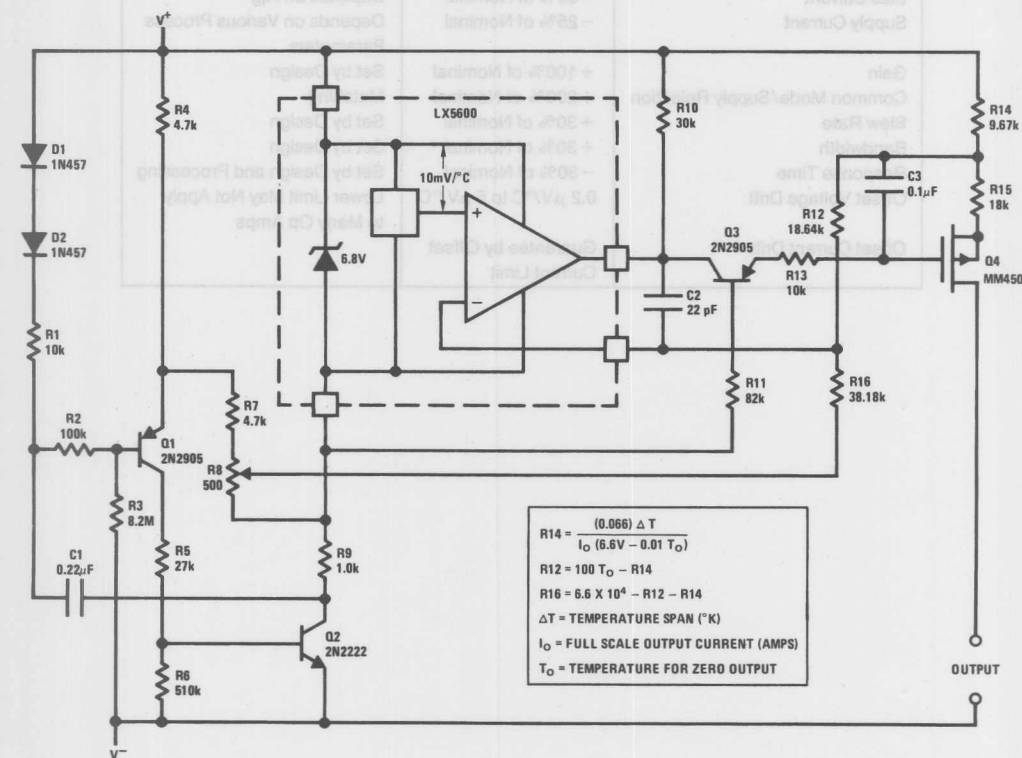 V+
R4
4.7k
LX5600
R10
30k
R14
9.67k
D1
1N457
10mV/°C
C3
0.1µF
R15
18k
D2
1N457
+
R12
18.64k
Q3
2N2905
6.8V
Q4
MM450
R13
10k
−
C2
22 pF
R1
10k
R7
4.7k
R11
82k
R16
38.18k
R2
100k
Q1
2N2905
R8
500
R3
8.2M
R9
1.0k
R5
27k
C1
0.22µF
Q2
2N2222
R6
510k
R14 = (0.066) Δ T
I_O (6.6V − 0.01 T_O)
R12 = 100 T_O − R14
R16 = 6.6 X 10⁴ − R12 − R14
ΔT = TEMPERATURE SPAN (°K)
I_O = FULL SCALE OUTPUT CURRENT (AMPS)
T_O = TEMPERATURE FOR ZERO OUTPUT
OUTPUT
V−